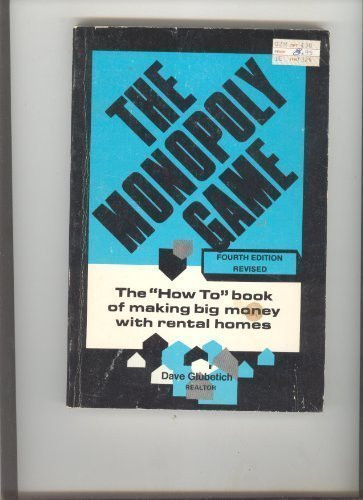 THE
MONOPOLY
GAME
FOURTH EDITION
REVISED
The "How To" book
of making big money
with rental homes
Dave Glubetich
REALTOR